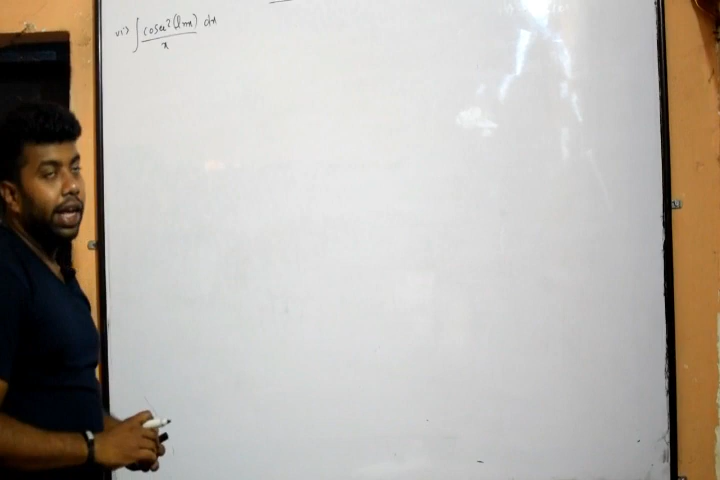 vi) ∫ cosec²(lnx) / x dx